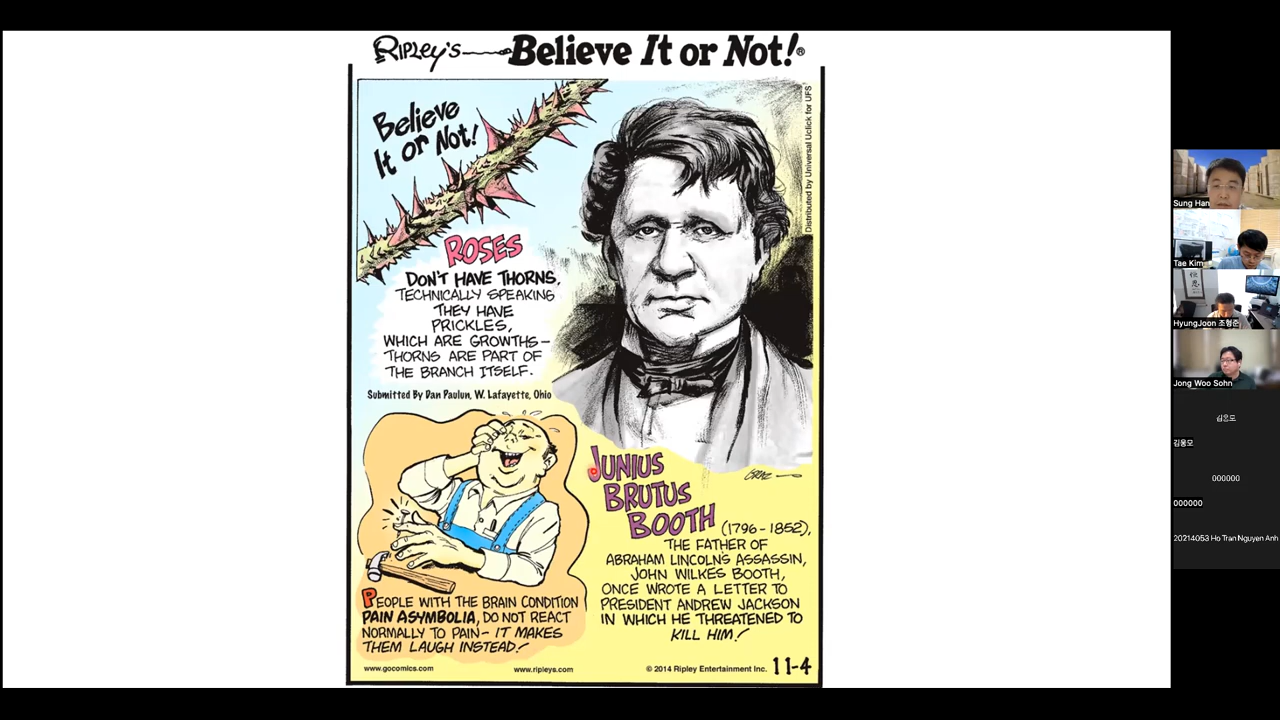 RIPLEY'S Believe It or Not!®
Believe
It or Not!
Distributed by Universal Uclick for UFS
ROSES
DON'T HAVE THORNS,
TECHNICALLY SPEAKING
THEY HAVE
PRICKLES,
WHICH ARE GROWTHS—
THORNS ARE PART OF
THE BRANCH ITSELF.
Submitted By Dan Paulun, W. Lafayette, Ohio
GRAZ
JUNIUS
BRUTUS
BOOTH
(1796-1852),
THE FATHER OF
ABRAHAM LINCOLN'S ASSASSIN,
JOHN WILKES BOOTH,
ONCE WROTE A LETTER TO
PRESIDENT ANDREW JACKSON
IN WHICH HE THREATENED TO
KILL HIM!
PEOPLE WITH THE BRAIN CONDITION
PAIN ASYMBOLIA, DO NOT REACT
NORMALLY TO PAIN— IT MAKES
THEM LAUGH INSTEAD!
www.gocomics.com
www.ripleys.com
© 2014 Ripley Entertainment Inc.
11-4
Sung Han
Tae Kim
HyungJoon 조형준
Jong Woo Sohn
김용모
김용모
000000
000000
20214053 Ho Tran Nguyen Anh